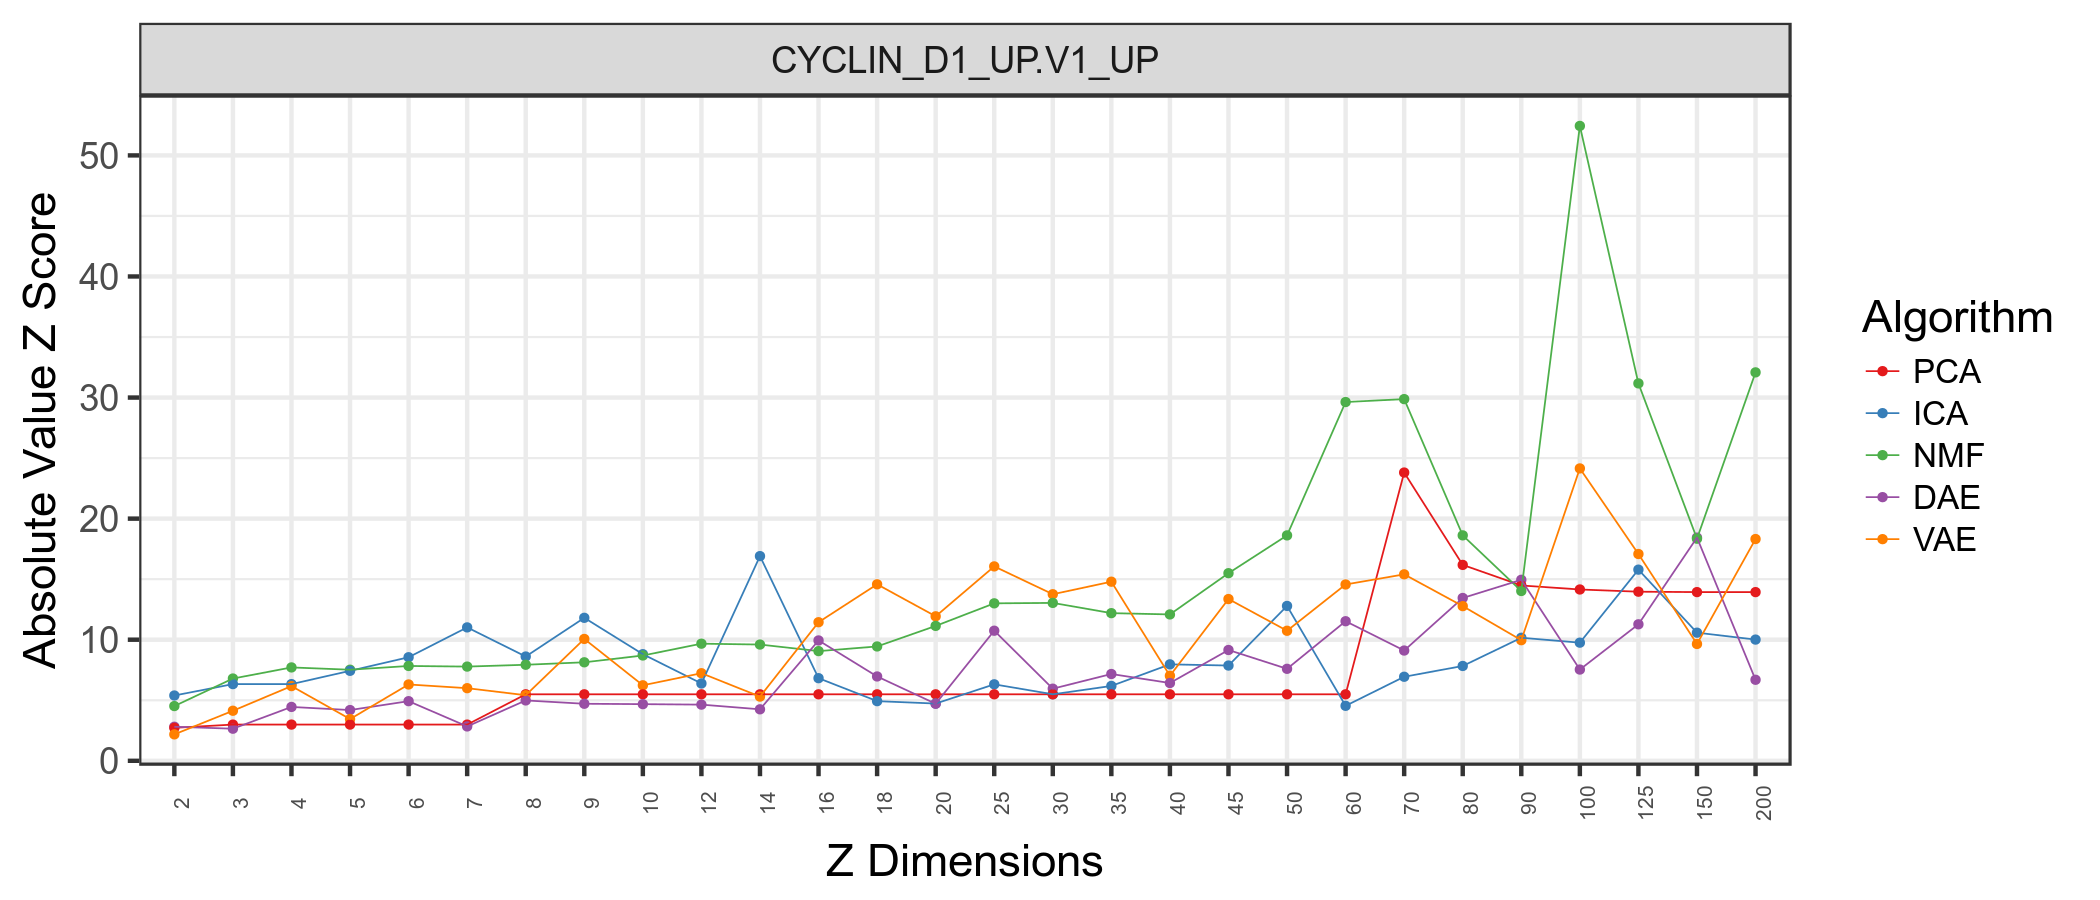 CYCLIN_D1_UP.V1_UP
Absolute Value Z Score
50
40
30
20
10
0
2 3 4 5 6 7 8 9 10 12 14 16 18 20 25 30 35 40 45 50 60 70 80 90 100 125 150 200
Z Dimensions
Algorithm
PCA
ICA
NMF
DAE
VAE